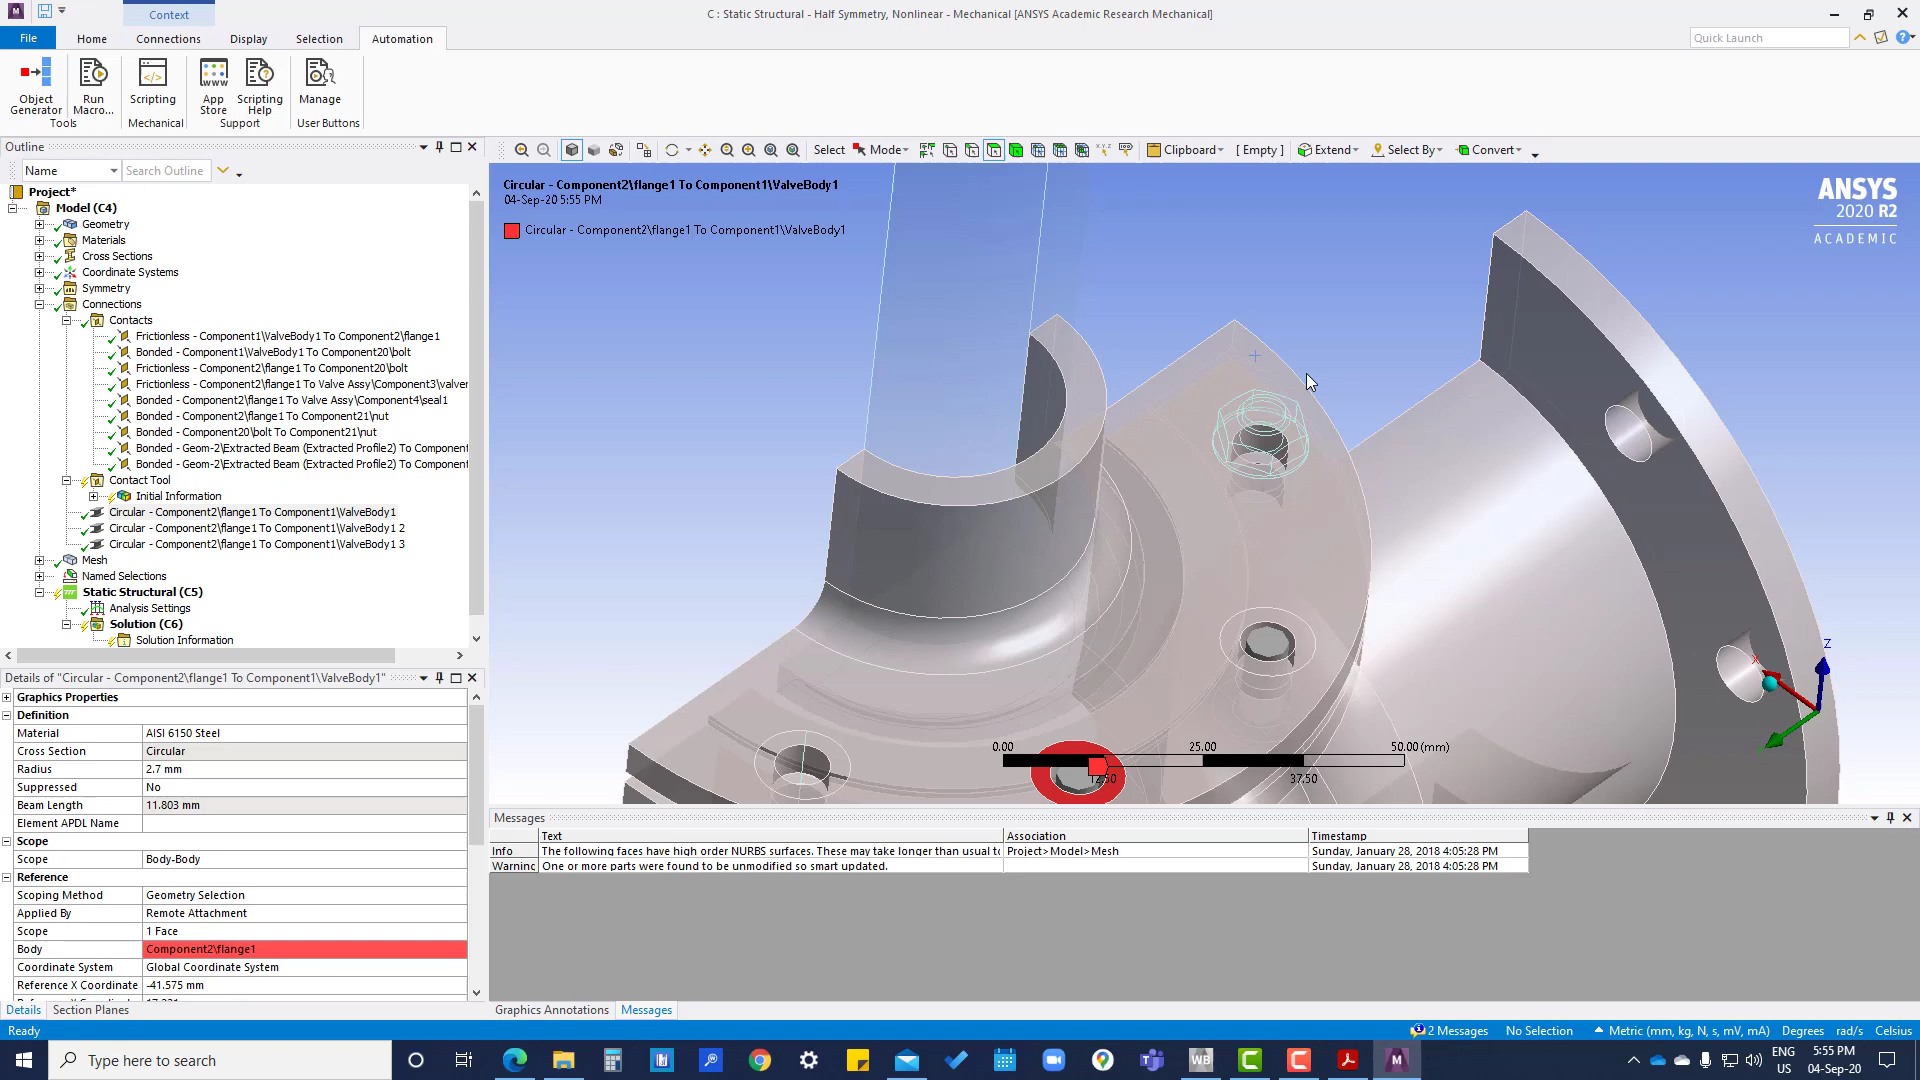 Context
C : Static Structural - Half Symmetry, Nonlinear - Mechanical [ANSYS Academic Research Mechanical]
File Home Connections Display Selection Automation
Quick Launch
Object Generator
Run Macro...
Scripting
App Store
Scripting Help
Manage
Tools Mechanical Support User Buttons
Outline
Name Search Outline
Select Mode Clipboard [ Empty ] Extend Select By Convert
Project*
Model (C4)
Geometry
Materials
Cross Sections
Coordinate Systems
Symmetry
Connections
Contacts
Frictionless - Component1\ValveBody1 To Component2\flange1
Bonded - Component1\ValveBody1 To Component20\bolt
Frictionless - Component2\flange1 To Component20\bolt
Frictionless - Component2\flange1 To Valve Assy\Component3\valver
Bonded - Component2\flange1 To Valve Assy\Component4\seal1
Bonded - Component2\flange1 To Component21\nut
Bonded - Component20\bolt To Component21\nut
Bonded - Geom-2\Extracted Beam (Extracted Profile2) To Component
Bonded - Geom-2\Extracted Beam (Extracted Profile2) To Component
Contact Tool
Initial Information
Circular - Component2\flange1 To Component1\ValveBody1
Circular - Component2\flange1 To Component1\ValveBody1 2
Circular - Component2\flange1 To Component1\ValveBody1 3
Mesh
Named Selections
Static Structural (C5)
Analysis Settings
Solution (C6)
Solution Information
Details of "Circular - Component2\flange1 To Component1\ValveBody1"
Graphics Properties
Definition
Material AISI 6150 Steel
Cross Section Circular
Radius 2.7 mm
Suppressed No
Beam Length 11.803 mm
Element APDL Name
Scope
Scope Body-Body
Reference
Scoping Method Geometry Selection
Applied By Remote Attachment
Scope 1 Face
Body Component2\flange1
Coordinate System Global Coordinate System
Reference X Coordinate -41.575 mm
Details Section Planes
Circular - Component2\flange1 To Component1\ValveBody1
04-Sep-20 5:55 PM
Circular - Component2\flange1 To Component1\ValveBody1
ANSYS
2020 R2
ACADEMIC
Z
X
0.00 25.00 50.00 (mm)
12.50 37.50
Messages
Text Association Timestamp
Info The following faces have high order NURBS surfaces. These may take longer than usual to Project>Model>Mesh Sunday, January 28, 2018 4:05:28 PM
Warning One or more parts were found to be unmodified so smart updated. Sunday, January 28, 2018 4:05:28 PM
Graphics Annotations Messages
Ready 2 Messages No Selection Metric (mm, kg, N, s, mV, mA) Degrees rad/s Celsius
Type here to search
WB
M
ENG
US
5:55 PM
04-Sep-20